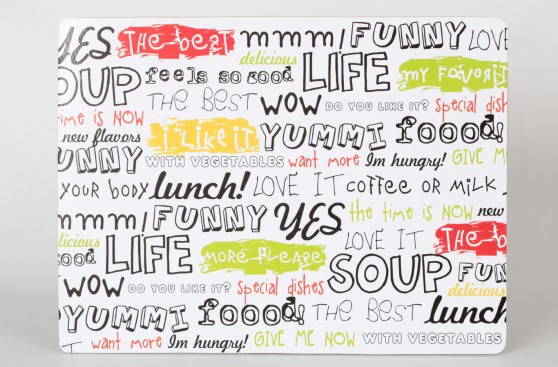 YES THE BEST mmm! FUNNY LOVE
delicious
SOUP feels so good LIFE MY FAVORIT
THE BEST WOW DO YOU LIKE IT? special dishes
time is NOW
new flavors I LIKE IT YUMMI foood!
FUNNY WITH VEGETABLES want more Im hungry! GIVE ME
YOUR BODY lunch! LOVE IT COFFEE OR MILK
mmm! FUNNY YES the time is NOW new
delicious LIFE MORE PLEASE LOVE IT THE B
SOUP FUN
WOW DO YOU LIKE IT? special dishes delicious
YUMMI foood! THE BEST lunch
want more Im hungry! GIVE ME NOW WITH VEGETABLES